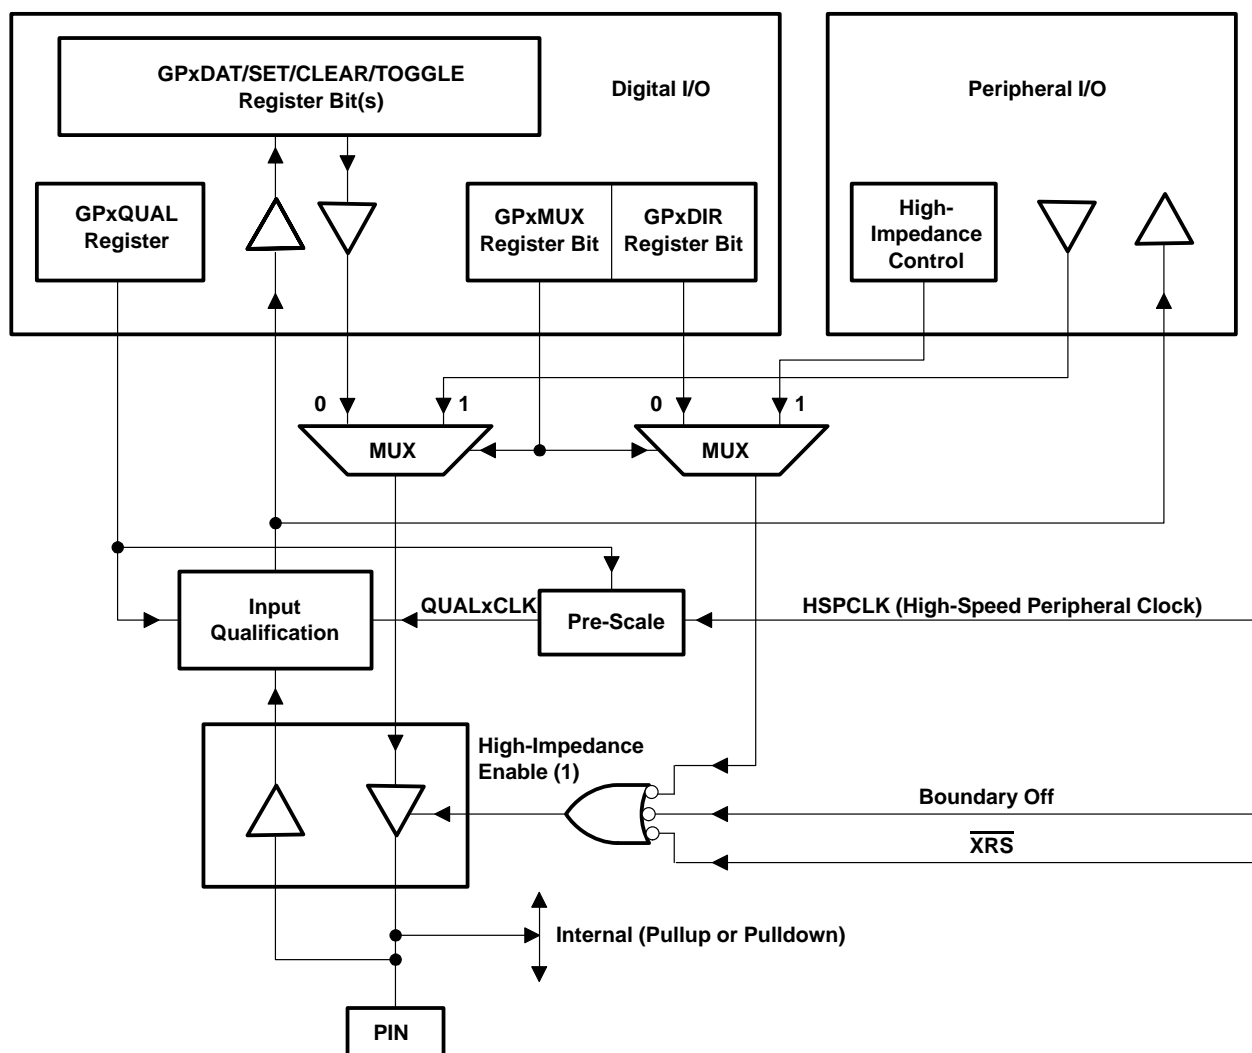 GPxDAT/SET/CLEAR/TOGGLE
Register Bit(s)
Digital I/O
Peripheral I/O
GPxQUAL
Register
GPxMUX
Register Bit
GPxDIR
Register Bit
High-
Impedance
Control
0
1
0
1
MUX
MUX
Input
Qualification
QUALxCLK
Pre-Scale
HSPCLK (High-Speed Peripheral Clock)
High-Impedance
Enable (1)
Boundary Off
XRS
Internal (Pullup or Pulldown)
PIN